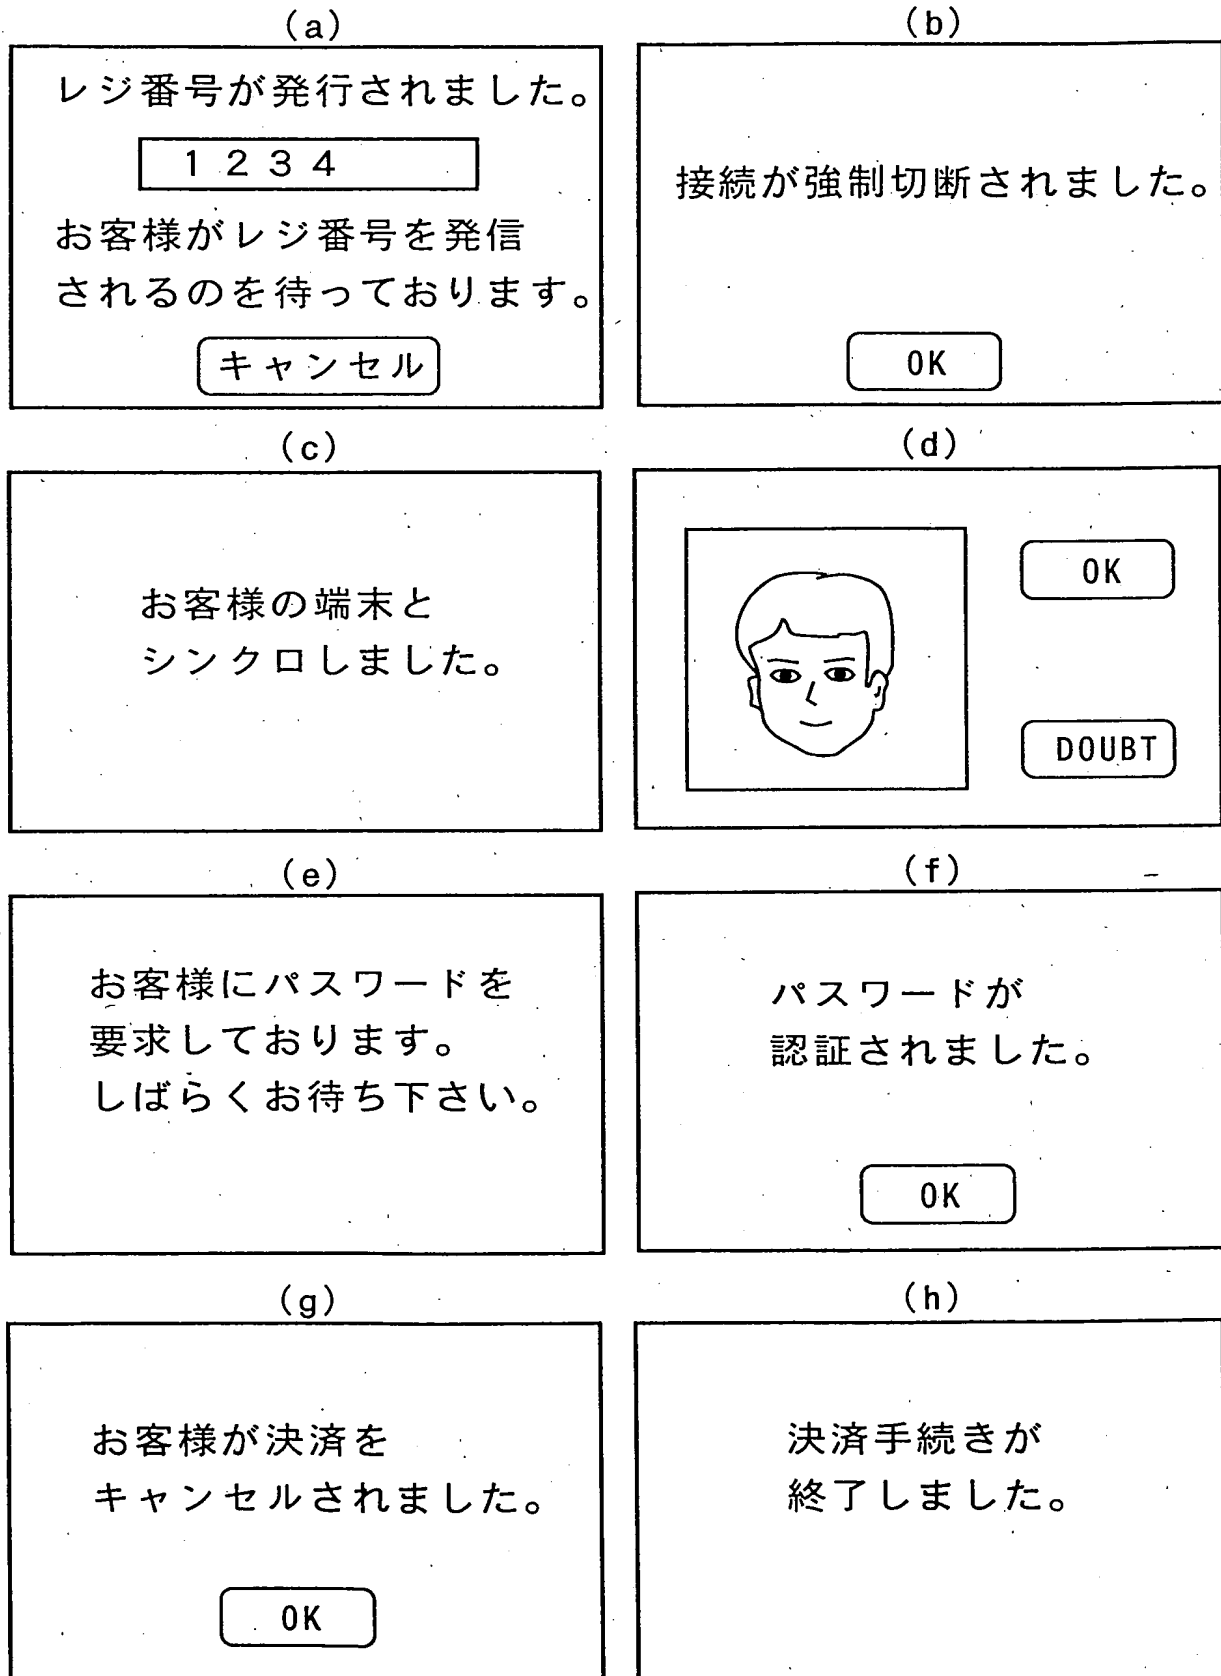 (a)
レジ番号が発行されました。
1234
お客様がレジ番号を発信
されるのを待っております。
キャンセル
(b)
接続が強制切断されました。
OK
(c)
お客様の端末と
シンクロしました。
(d)
OK
DOUBT
(e)
お客様にパスワードを
要求しております。
しばらくお待ち下さい。
(f)
パスワードが
認証されました。
OK
(g)
お客様が決済を
キャンセルされました。
OK
(h)
決済手続きが
終了しました。